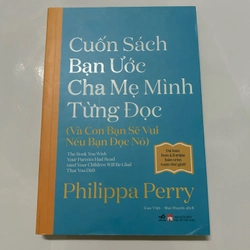 Cuốn Sách
Bạn Ước
Cha Mẹ Mình
Từng Đọc
(Và Con Bạn Sẽ Vui
Nếu Bạn Đọc Nó)
The Book You Wish
Your Parents Had Read
(and Your Children Will Be Glad
That You Did)
Philippa Perry